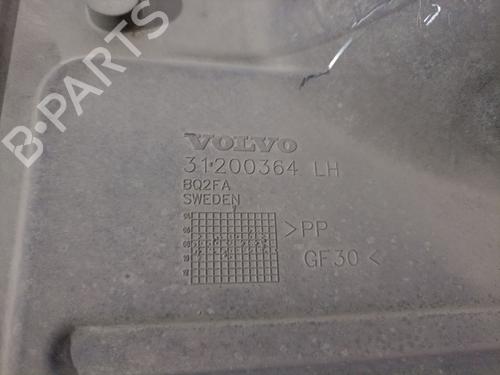 B-PARTS
VOLVO
31200364 LH
BQ2FA
SWEDEN
>PP
GF30<